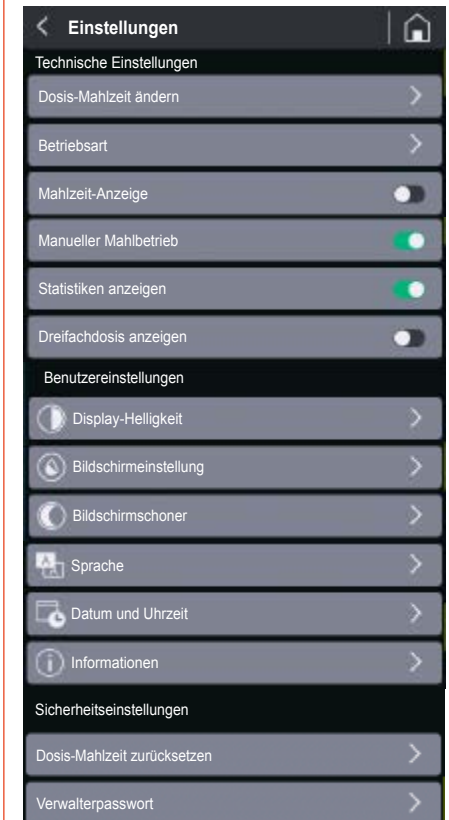 Einstellungen
Technische Einstellungen
Dosis-Mahlzeit ändern
Betriebsart
Mahlzeit-Anzeige
Manueller Mahlbetrieb
Statistiken anzeigen
Dreifachdosis anzeigen
Benutzereinstellungen
Display-Helligkeit
Bildschirmeinstellung
Bildschirmschoner
Sprache
Datum und Uhrzeit
Informationen
Sicherheitseinstellungen
Dosis-Mahlzeit zurücksetzen
Verwalterpasswort